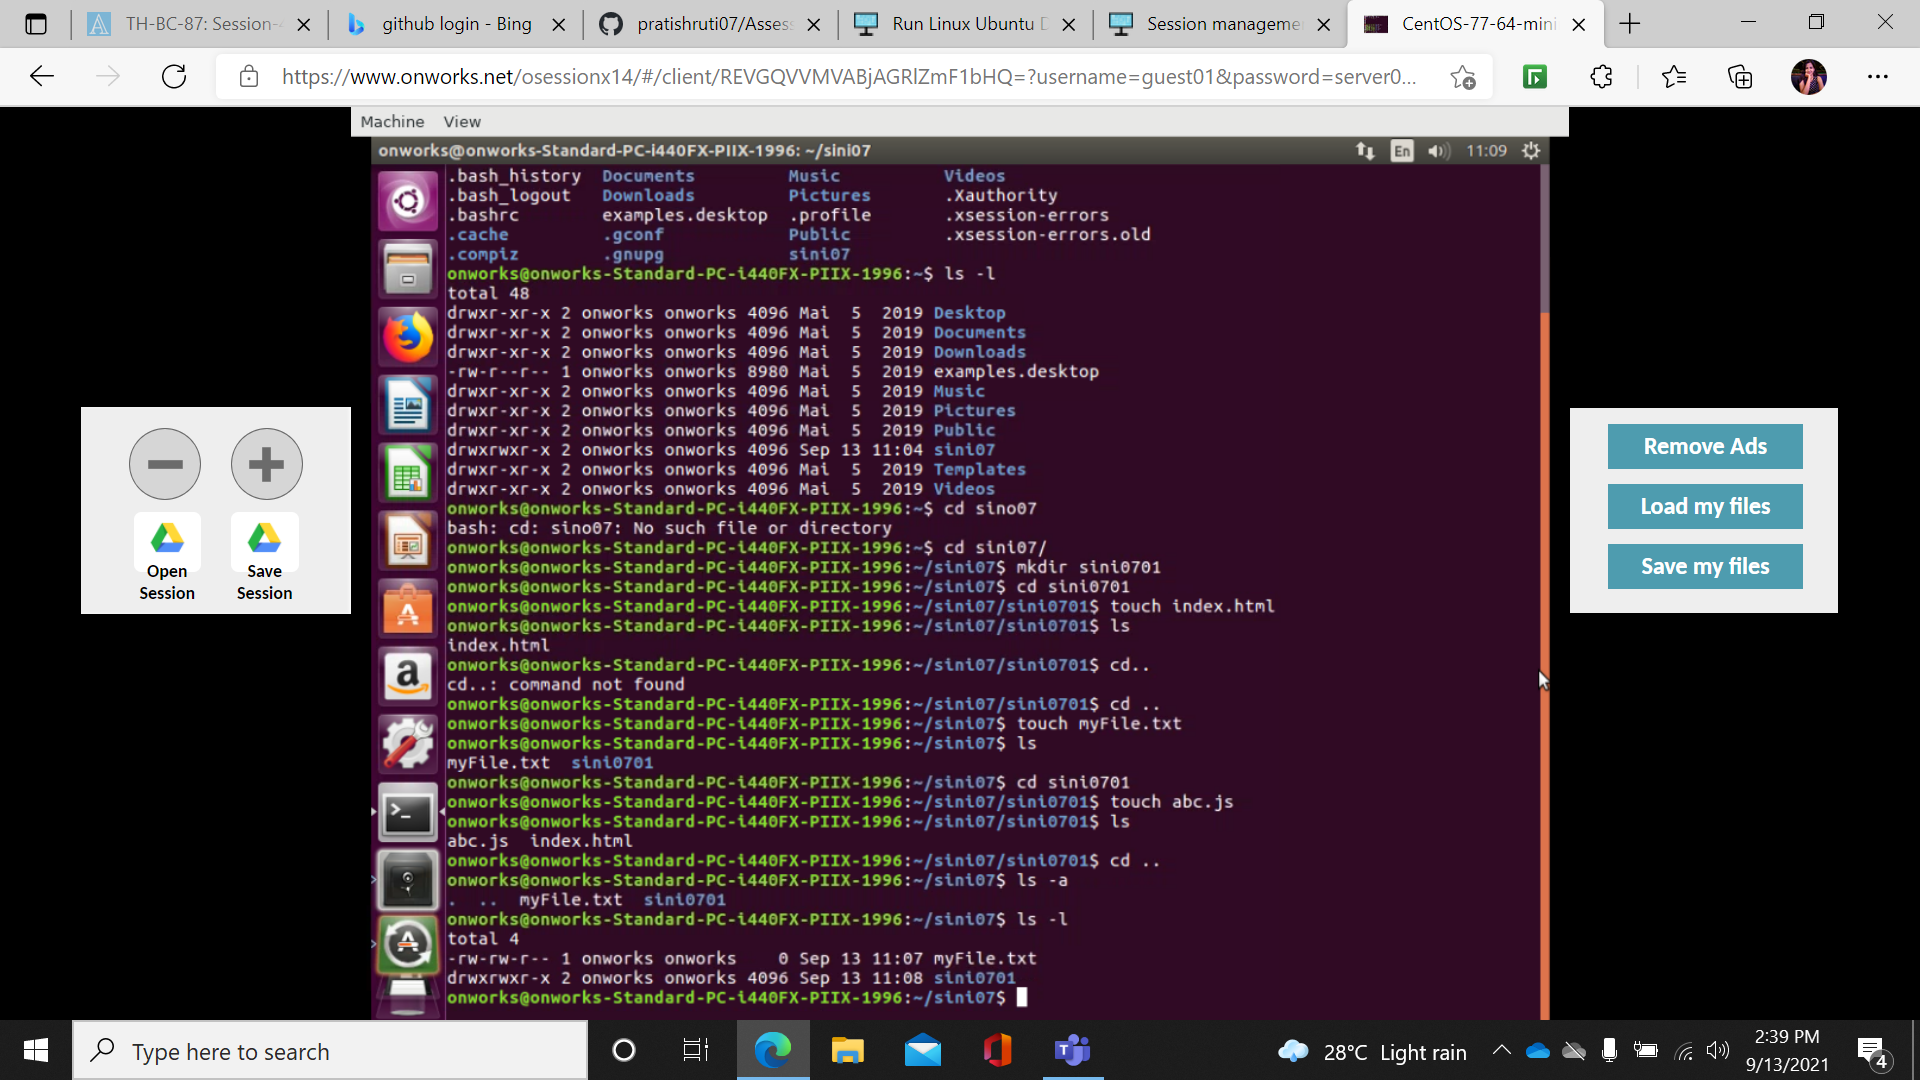 TH-BC-87: Session-
github login - Bing
pratishruti07/Asses
Run Linux Ubuntu D
Session manageme
CentOS-77-64-mini
https://www.onworks.net/osessionx14/#/client/REVGQVVMVABjAGRlZmF1bHQ=?username=guest01&password=server0...
Machine View
onworks@onworks-Standard-PC-i440FX-PIIX-1996: ~/sini07
En 11:09
.bash_history Documents Music Videos
.bash_logout Downloads Pictures .Xauthority
.bashrc examples.desktop .profile .xsession-errors
.cache .gconf Public .xsession-errors.old
.compiz .gnupg sini07
onworks@onworks-Standard-PC-i440FX-PIIX-1996:~$ ls -l
total 48
drwxr-xr-x 2 onworks onworks 4096 Mai 5 2019 Desktop
drwxr-xr-x 2 onworks onworks 4096 Mai 5 2019 Documents
drwxr-xr-x 2 onworks onworks 4096 Mai 5 2019 Downloads
-rw-r--r-- 1 onworks onworks 8980 Mai 5 2019 examples.desktop
drwxr-xr-x 2 onworks onworks 4096 Mai 5 2019 Music
drwxr-xr-x 2 onworks onworks 4096 Mai 5 2019 Pictures
drwxr-xr-x 2 onworks onworks 4096 Mai 5 2019 Public
drwxrwxr-x 2 onworks onworks 4096 Sep 13 11:04 sini07
drwxr-xr-x 2 onworks onworks 4096 Mai 5 2019 Templates
drwxr-xr-x 2 onworks onworks 4096 Mai 5 2019 Videos
onworks@onworks-Standard-PC-i440FX-PIIX-1996:~$ cd sino07
bash: cd: sino07: No such file or directory
onworks@onworks-Standard-PC-i440FX-PIIX-1996:~$ cd sini07/
onworks@onworks-Standard-PC-i440FX-PIIX-1996:~/sini07$ mkdir sini0701
onworks@onworks-Standard-PC-i440FX-PIIX-1996:~/sini07$ cd sini0701
onworks@onworks-Standard-PC-i440FX-PIIX-1996:~/sini07/sini0701$ touch index.html
onworks@onworks-Standard-PC-i440FX-PIIX-1996:~/sini07/sini0701$ ls
index.html
onworks@onworks-Standard-PC-i440FX-PIIX-1996:~/sini07/sini0701$ cd..
cd..: command not found
onworks@onworks-Standard-PC-i440FX-PIIX-1996:~/sini07/sini0701$ cd ..
onworks@onworks-Standard-PC-i440FX-PIIX-1996:~/sini07$ touch myFile.txt
onworks@onworks-Standard-PC-i440FX-PIIX-1996:~/sini07$ ls
myFile.txt sini0701
onworks@onworks-Standard-PC-i440FX-PIIX-1996:~/sini07$ cd sini0701
onworks@onworks-Standard-PC-i440FX-PIIX-1996:~/sini07/sini0701$ touch abc.js
onworks@onworks-Standard-PC-i440FX-PIIX-1996:~/sini07/sini0701$ ls
abc.js index.html
onworks@onworks-Standard-PC-i440FX-PIIX-1996:~/sini07/sini0701$ cd ..
onworks@onworks-Standard-PC-i440FX-PIIX-1996:~/sini07$ ls -a
. .. myFile.txt sini0701
onworks@onworks-Standard-PC-i440FX-PIIX-1996:~/sini07$ ls -l
total 4
-rw-rw-r-- 1 onworks onworks 0 Sep 13 11:07 myFile.txt
drwxrwxr-x 2 onworks onworks 4096 Sep 13 11:08 sini0701
onworks@onworks-Standard-PC-i440FX-PIIX-1996:~/sini07$
Open Session
Save Session
Remove Ads
Load my files
Save my files
Type here to search
28°C Light rain
2:39 PM
9/13/2021
4